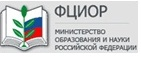 ФЦИОР
МИНИСТЕРСТВО
ОБРАЗОВАНИЯ И НАУКИ
РОССИЙСКОЙ ФЕДЕРАЦИИ